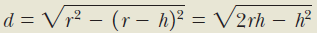 d = √r² − (r − h)² = √2rh − h²